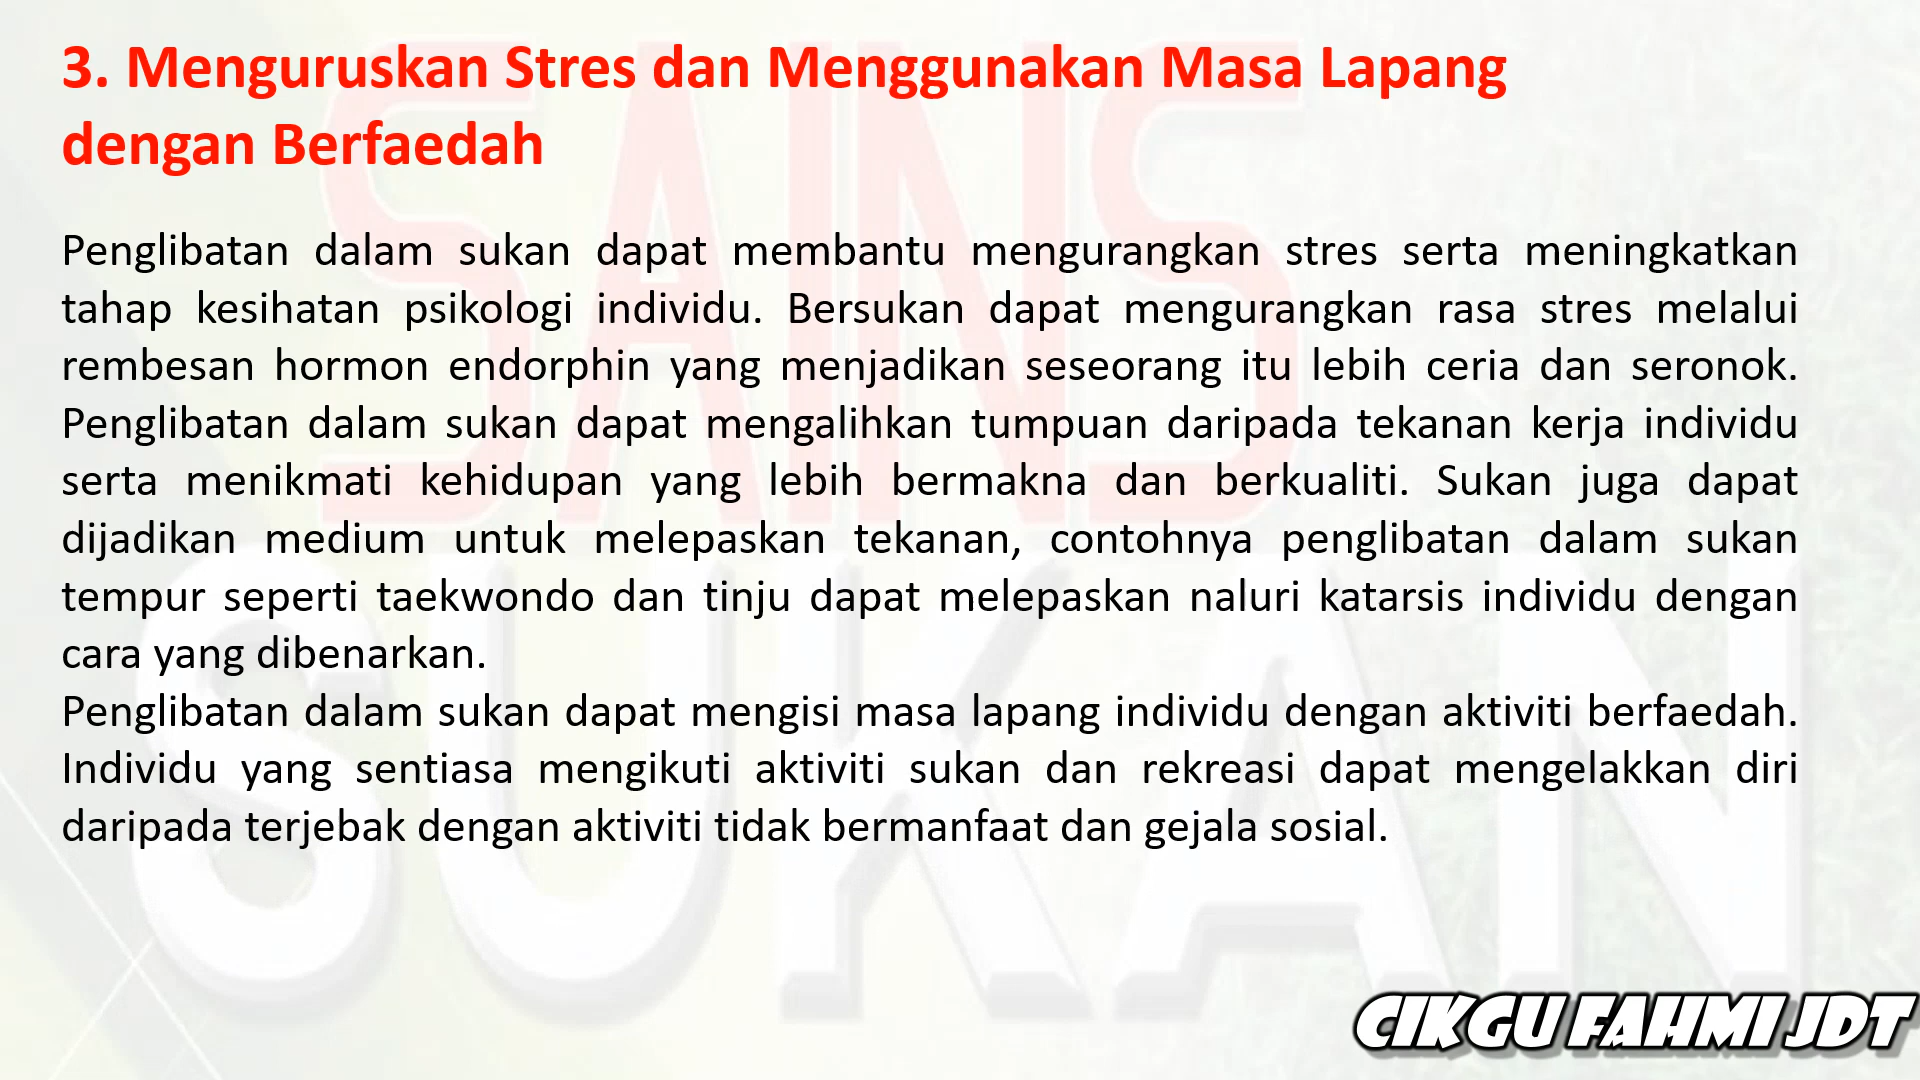 3. Menguruskan Stres dan Menggunakan Masa Lapang
dengan Berfaedah
Penglibatan dalam sukan dapat membantu mengurangkan stres serta meningkatkan
tahap kesihatan psikologi individu. Bersukan dapat mengurangkan rasa stres melalui
rembesan hormon endorphin yang menjadikan seseorang itu lebih ceria dan seronok.
Penglibatan dalam sukan dapat mengalihkan tumpuan daripada tekanan kerja individu
serta menikmati kehidupan yang lebih bermakna dan berkualiti. Sukan juga dapat
dijadikan medium untuk melepaskan tekanan, contohnya penglibatan dalam sukan
tempur seperti taekwondo dan tinju dapat melepaskan naluri katarsis individu dengan
cara yang dibenarkan.
Penglibatan dalam sukan dapat mengisi masa lapang individu dengan aktiviti berfaedah.
Individu yang sentiasa mengikuti aktiviti sukan dan rekreasi dapat mengelakkan diri
daripada terjebak dengan aktiviti tidak bermanfaat dan gejala sosial.
SAINS
SUKAN
CIKGU FAHMI JDT